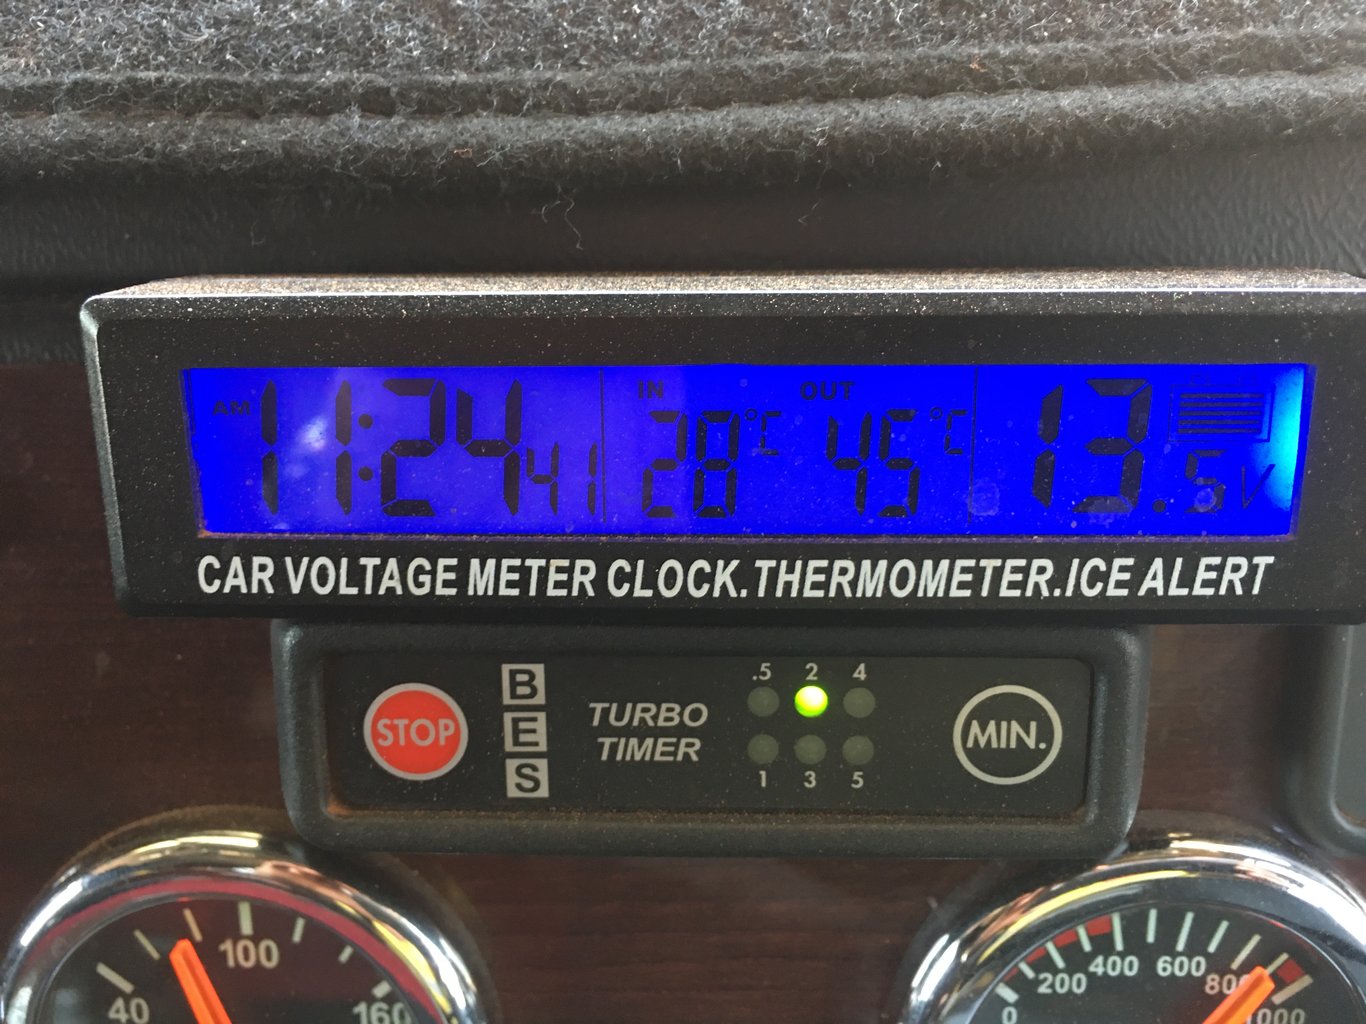 AM 11:24 41 IN 28°C OUT 45°C 13.5V
CAR VOLTAGE METER CLOCK.THERMOMETER.ICE ALERT
STOP
B
E
S
TURBO
TIMER
.5 2 4
1 3 5
MIN.
40 100 160
0 200 400 600 800 1000